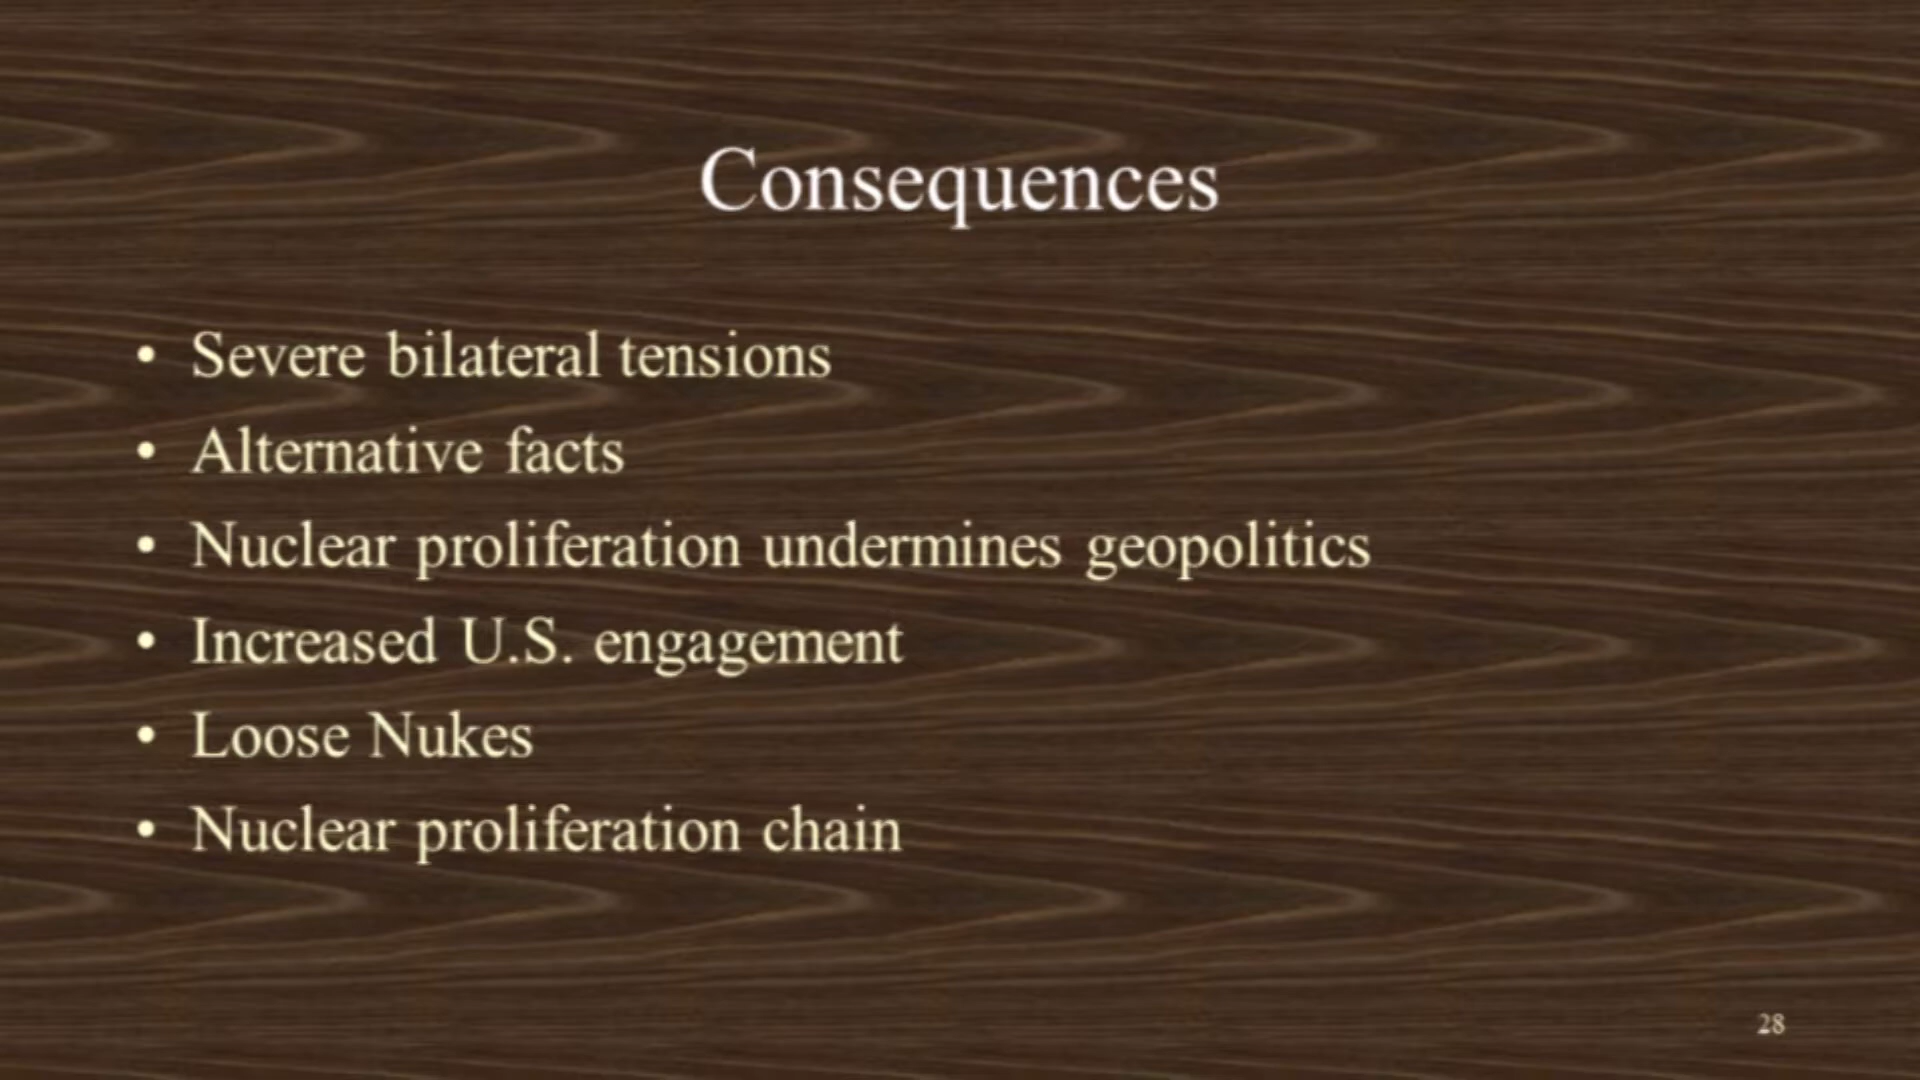 Consequences
• Severe bilateral tensions
• Alternative facts
• Nuclear proliferation undermines geopolitics
• Increased U.S. engagement
• Loose Nukes
• Nuclear proliferation chain
28